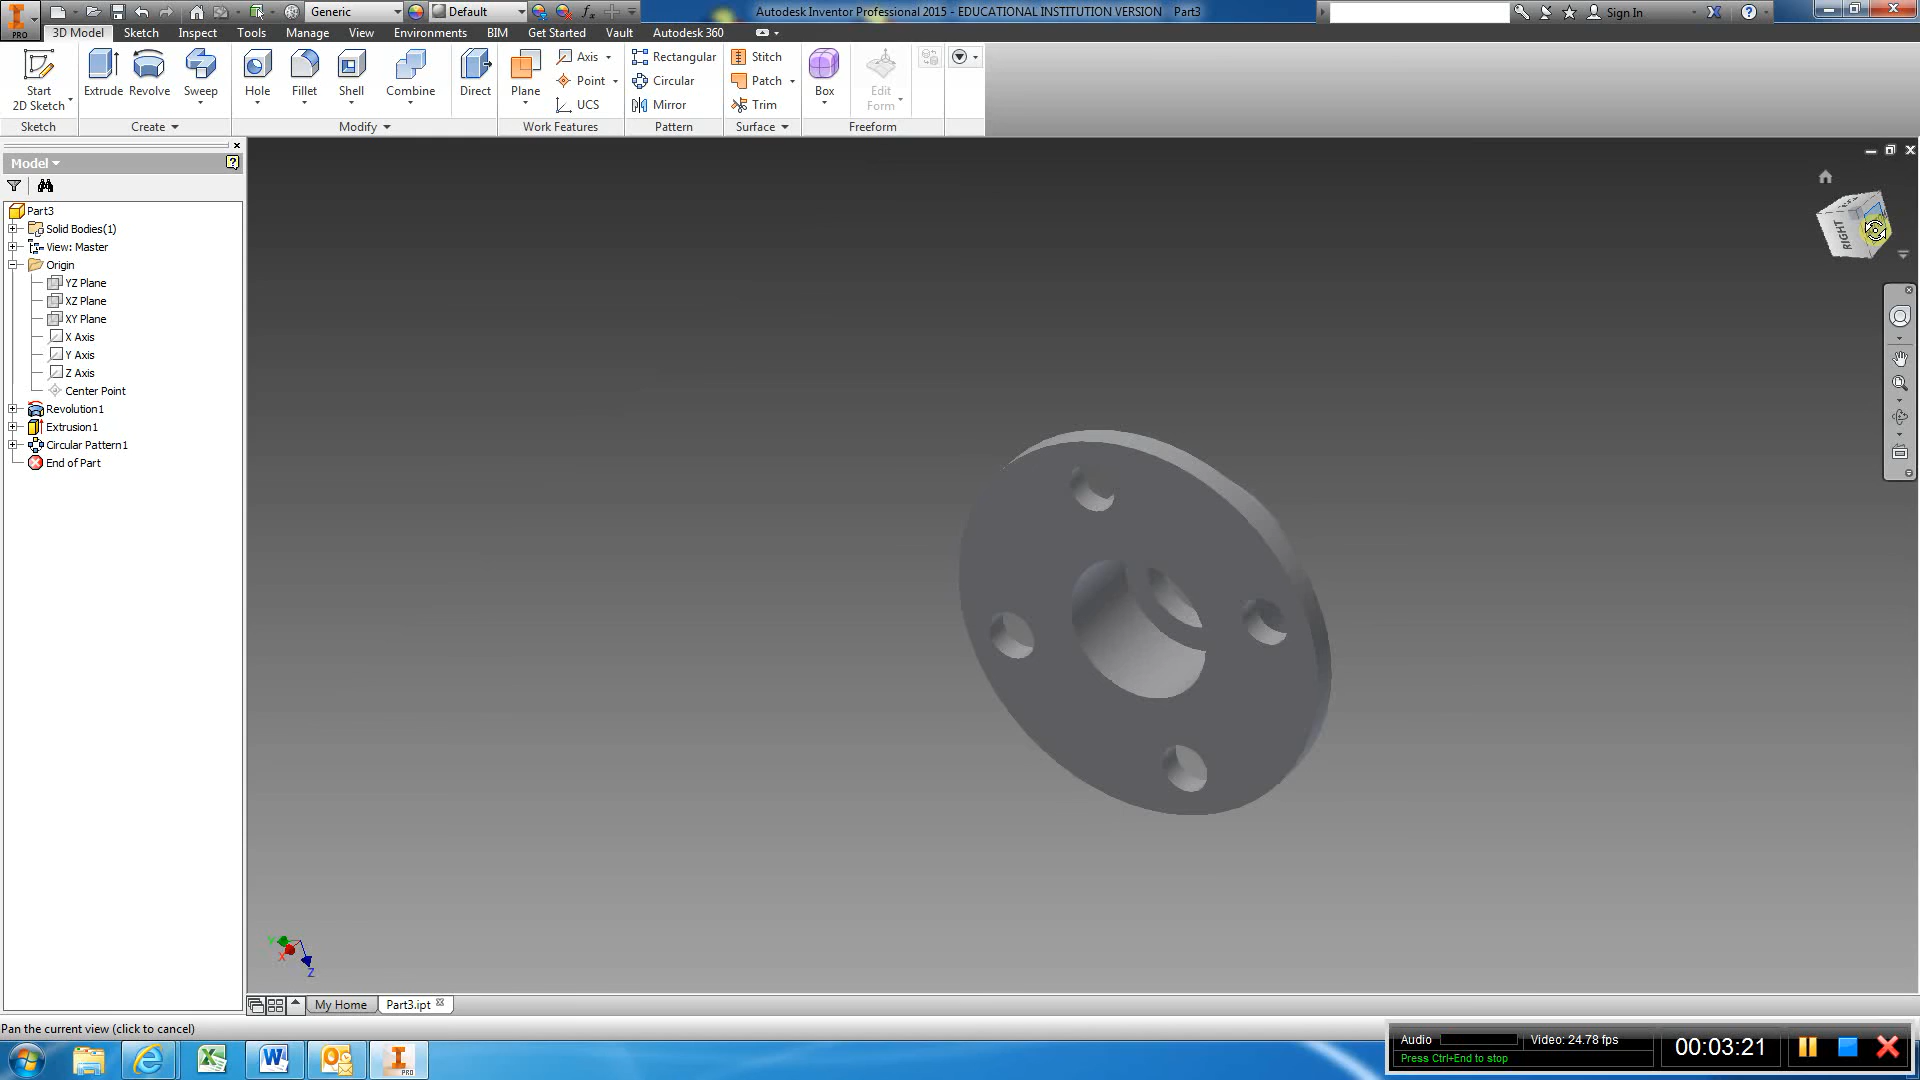 Generic
Default
Autodesk Inventor Professional 2015 - EDUCATIONAL INSTITUTION VERSION Part3
Sign In
PRO
3D Model Sketch Inspect Tools Manage View Environments BIM Get Started Vault Autodesk 360
Start
2D Sketch
Extrude Revolve Sweep
Hole Fillet Shell Combine Direct
Plane
Axis
Point
UCS
Rectangular
Circular
Mirror
Stitch
Patch
Trim
Box
Edit
Form
Sketch Create Modify Work Features Pattern Surface Freeform
Model
Part3
Solid Bodies(1)
View: Master
Origin
YZ Plane
XZ Plane
XY Plane
X Axis
Y Axis
Z Axis
Center Point
Revolution1
Extrusion1
Circular Pattern1
End of Part
RIGHT
Y
X
Z
My Home Part3.ipt
Pan the current view (click to cancel)
Audio Video: 24.78 fps
Press Ctrl+End to stop
00:03:21
PRO